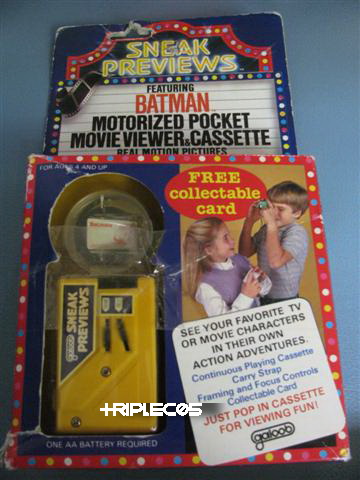 SNEAK
PREVIEWS
FEATURING
BATMAN
MOTORIZED POCKET
MOVIE VIEWER & CASSETTE
REAL MOTION PICTURES
FOR AGES 4 AND UP
FREE
collectable
card
Batman
galoob
SNEAK
PREVIEWS
SEE YOUR FAVORITE TV
OR MOVIE CHARACTERS
IN THEIR OWN
ACTION ADVENTURES.
Continuous Playing Cassette
Carry Strap
Framing and Focus Controls
Collectable Card
JUST POP IN CASSETTE
FOR VIEWING FUN!
galoob
+RIPLEC05
ONE AA BATTERY REQUIRED